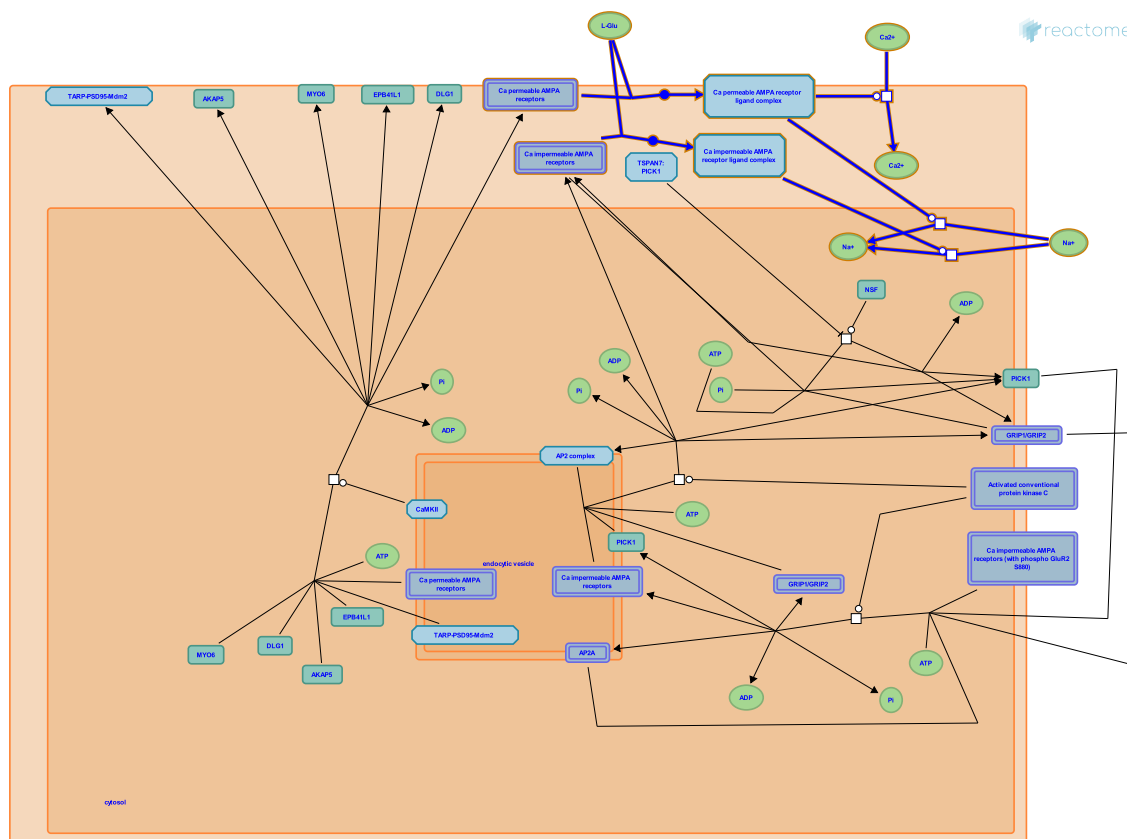 L-Glu
Ca2+
reactome
TARP-PSD95-Mdm2
AKAP5
MYO6
EPB41L1
DLG1
Ca permeable AMPA
receptors
Ca permeable AMPA receptor
ligand complex
Ca impermeable AMPA
receptors
TSPAN7:
PICK1
Ca impermeable AMPA
receptor ligand complex
Ca2+
Na+
Na+
NSF
ADP
ATP
ADP
Pi
Pi
Pi
PICK1
ADP
GRIP1/GRIP2
AP2 complex
Activated conventional
protein kinase C
CaMKII
ATP
PICK1
Ca impermeable AMPA
receptors (with phospho GluR2
S880)
ATP
endocytic vesicle
Ca permeable AMPA
receptors
Ca impermeable AMPA
receptors
GRIP1/GRIP2
EPB41L1
TARP-PSD95-Mdm2
DLG1
MYO6
AKAP5
AP2A
ATP
ADP
Pi
cytosol